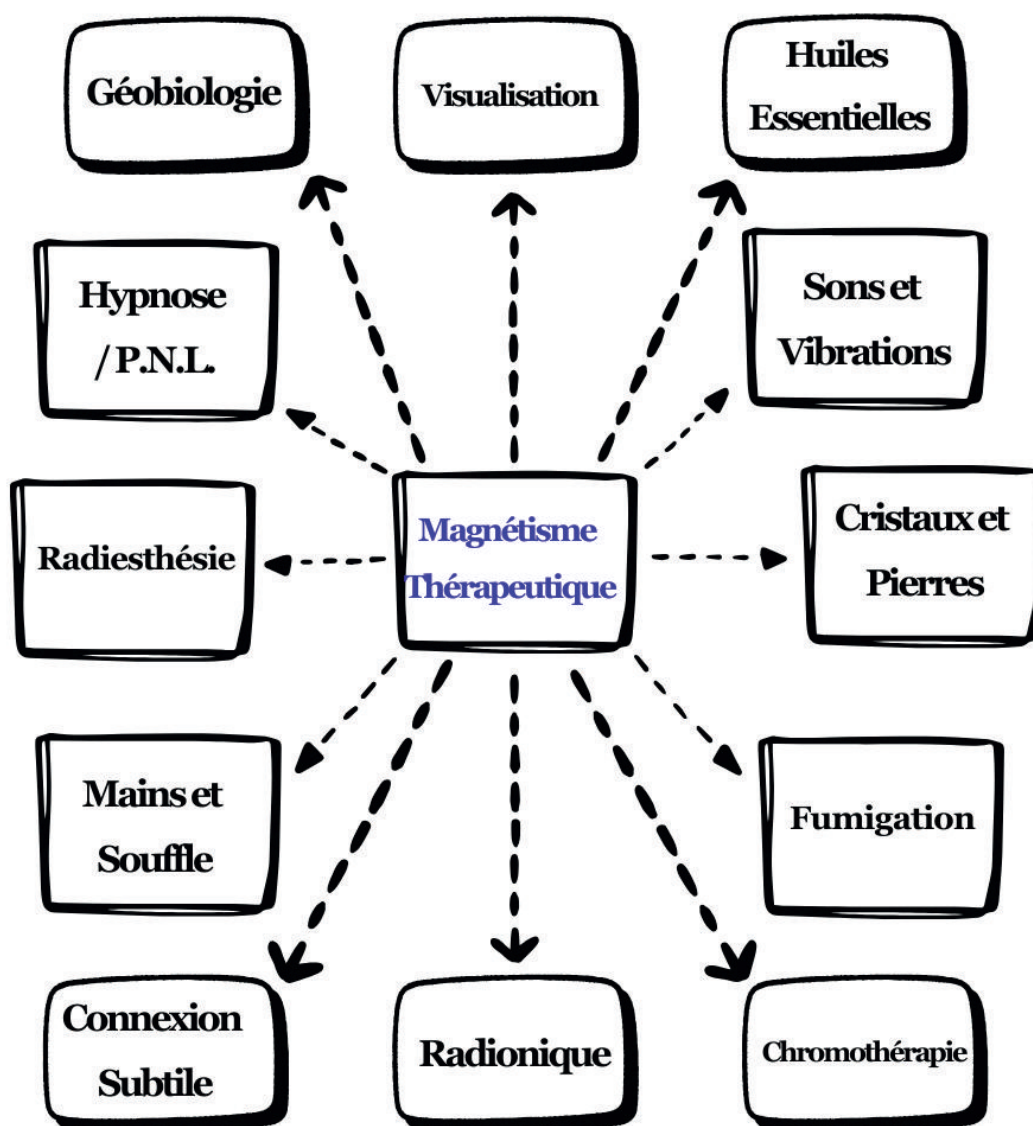 Géobiologie
Visualisation
Huiles
Essentielles
Hypnose
/ P.N.L.
Sons et
Vibrations
Radiesthésie
Magnétisme
Thérapeutique
Cristaux et
Pierres
Mains et
Souffle
Fumigation
Connexion
Subtile
Radionique
Chromothérapie